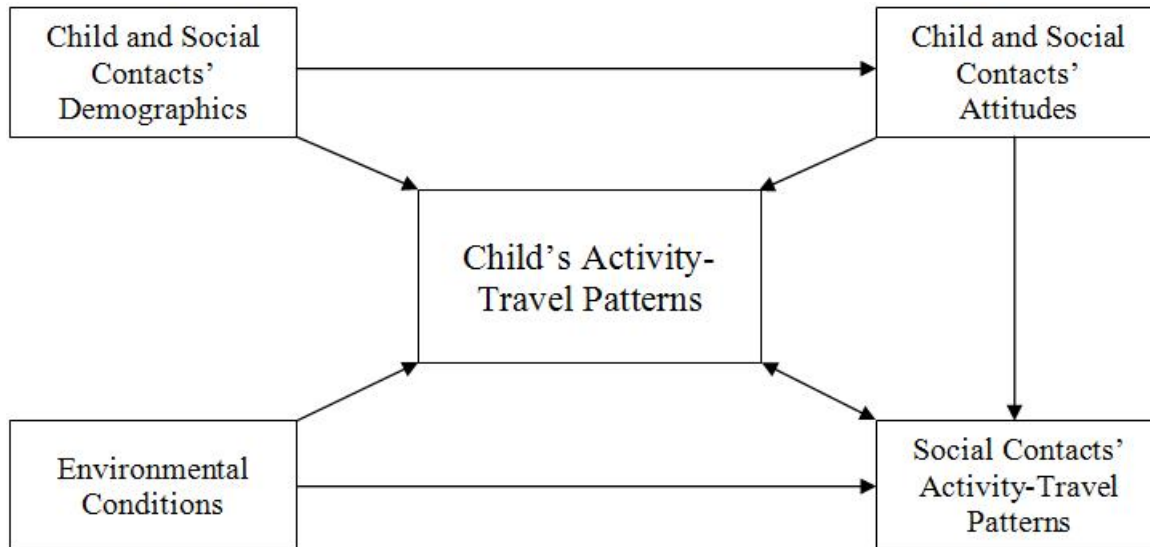 Child and Social
Contacts’
Demographics
Child and Social
Contacts’
Attitudes
Child’s Activity-
Travel Patterns
Environmental
Conditions
Social Contacts’
Activity-Travel
Patterns